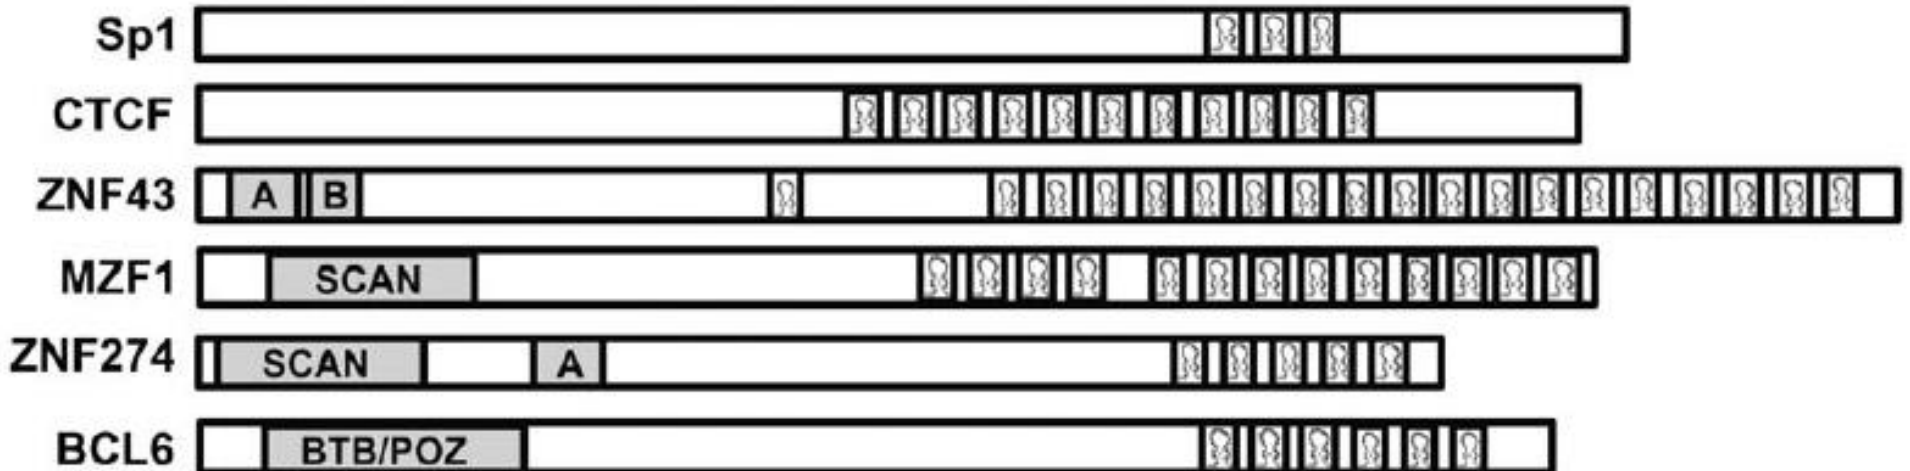 Sp1
CTCF
ZNF43 A B
MZF1 SCAN
ZNF274 SCAN A
BCL6 BTB/POZ